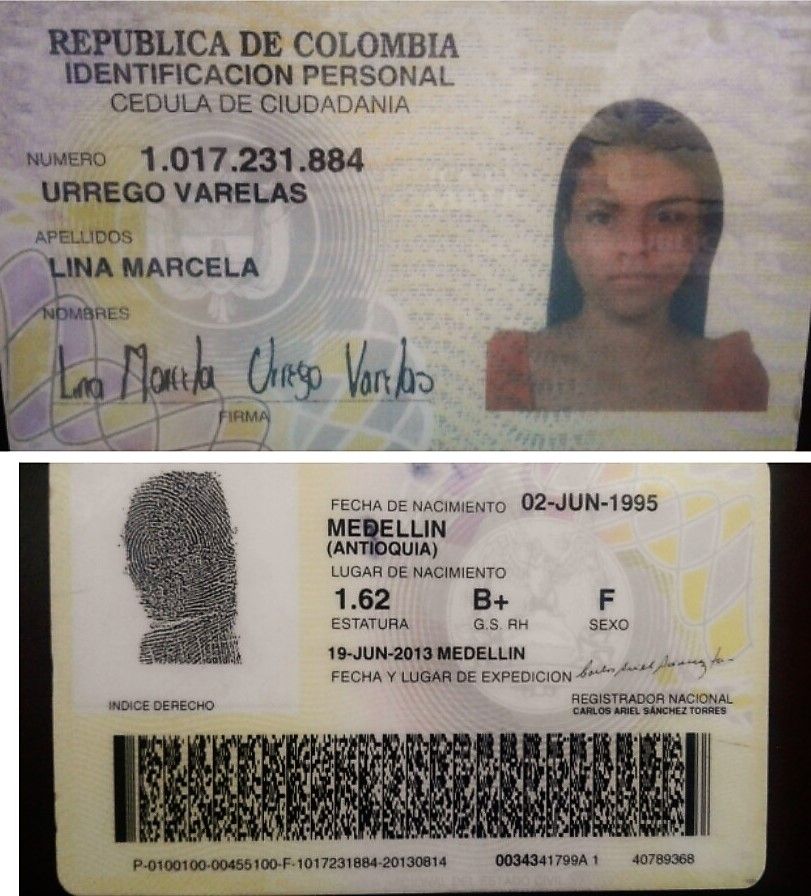 REPUBLICA DE COLOMBIA
IDENTIFICACION PERSONAL
CEDULA DE CIUDADANIA
NUMERO 1.017.231.884
URREGO VARELAS
APELLIDOS
LINA MARCELA
NOMBRES
Lina Marcela Urrego Varelas
FIRMA
FECHA DE NACIMIENTO 02-JUN-1995
MEDELLIN
(ANTIOQUIA)
LUGAR DE NACIMIENTO
1.62 B+ F
ESTATURA G.S. RH SEXO
19-JUN-2013 MEDELLIN
FECHA Y LUGAR DE EXPEDICION
REGISTRADOR NACIONAL
CARLOS ARIEL SÁNCHEZ TORRES
INDICE DERECHO
P-0100100-00455100-F-1017231884-20130814 0034341799A 1 40789368